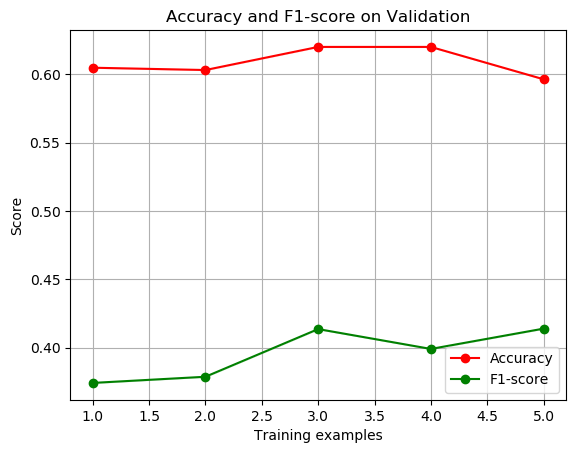 Accuracy and F1-score on Validation
Score
0.60
0.55
0.50
0.45
0.40
1.0 1.5 2.0 2.5 3.0 3.5 4.0 4.5 5.0
Training examples
Accuracy
F1-score